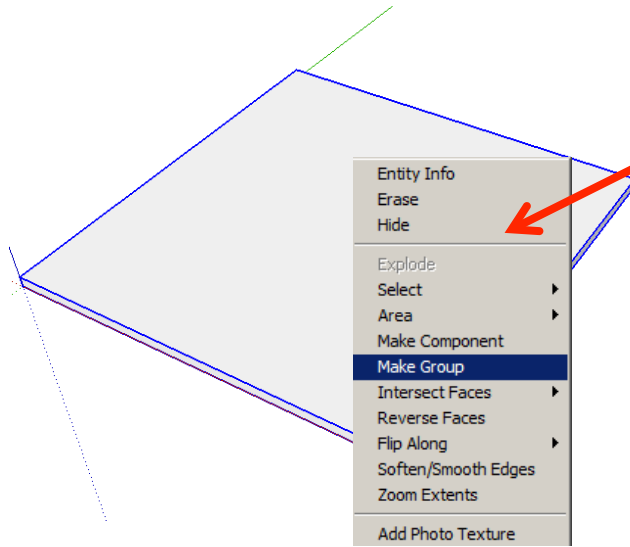 Entity Info
Erase
Hide
Explode
Select
Area
Make Component
Make Group
Intersect Faces
Reverse Faces
Flip Along
Soften/Smooth Edges
Zoom Extents
Add Photo Texture